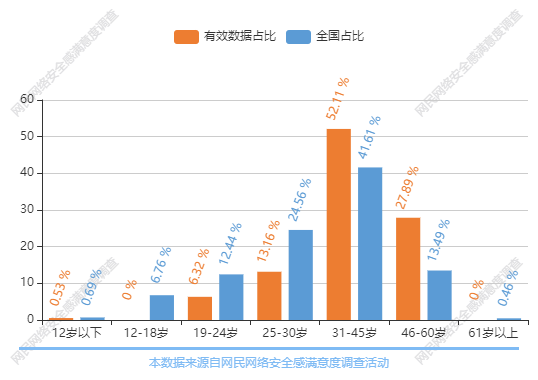 有效数据占比 全国占比
网民网络安全感满意度调查 网民网络安全感满意度调查
60
50
40
30
20
10
0
0.53 % 0.69 % 0 % 6.76 % 6.32 % 12.44 % 13.16 % 24.56 % 52.11 % 41.61 % 27.89 % 13.49 % 0 % 0.46 %
12岁以下 12-18岁 19-24岁 25-30岁 31-45岁 46-60岁 61岁以上
网民网络安全感满意度调查 网民网络安全感满意度调查
本数据来源自网民网络安全感满意度调查活动